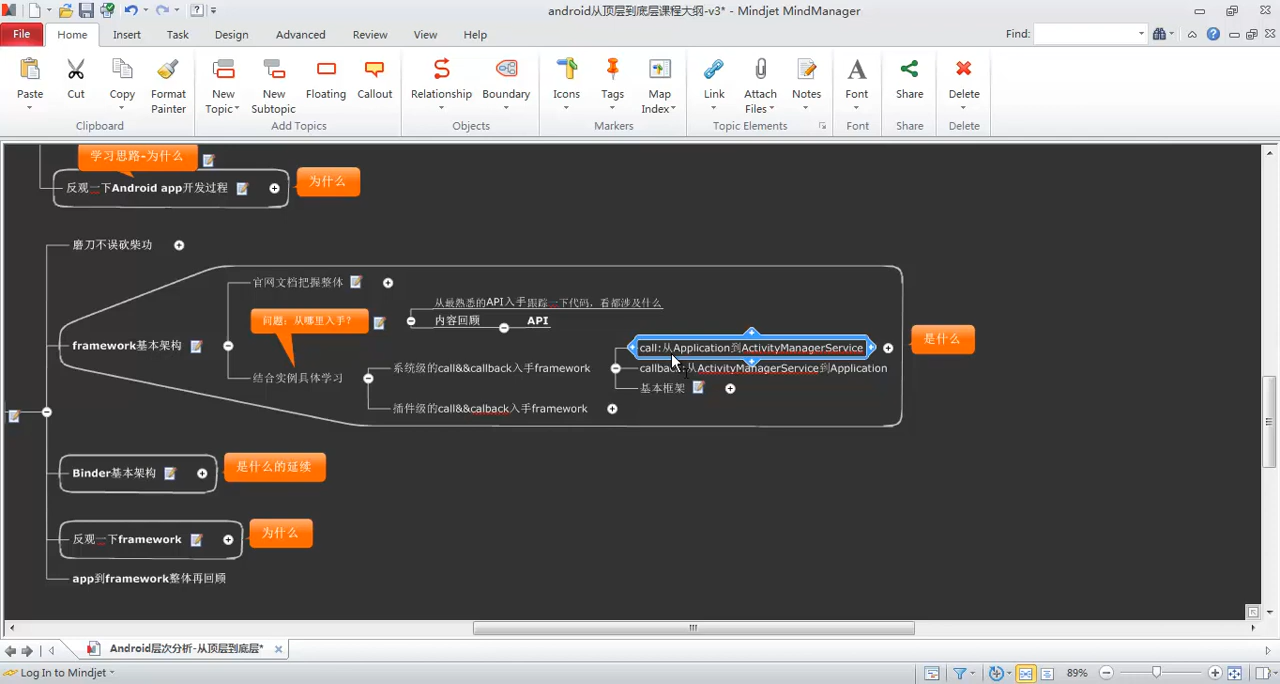 android从顶层到底层课程大纲-v3* - Mindjet MindManager
File Home Insert Task Design Advanced Review View Help Find:
Paste Cut Copy Format Painter New Topic New Subtopic Floating Callout Relationship Boundary Icons Tags Map Index Link Attach Files Notes Font Share Delete
Clipboard Add Topics Objects Markers Topic Elements Font Share Delete
学习思路-为什么
反观一下Android app开发过程
为什么
磨刀不误砍柴功
官网文档把握整体
从最熟悉的API入手跟踪一下代码，看都涉及什么
问题：从哪里入手？
内容回顾
API
framework基本架构
call:从Application到ActivityManagerService
是什么
系统级的call&&callback入手framework
callback:从ActivityManagerService到Application
结合实例具体学习
基本框架
插件级的call&&calback入手framework
Binder基本架构
是什么的延续
反观一下framework
为什么
app到framework整体再回顾
Android层次分析-从顶层到底层*
Log In to Mindjet
89%